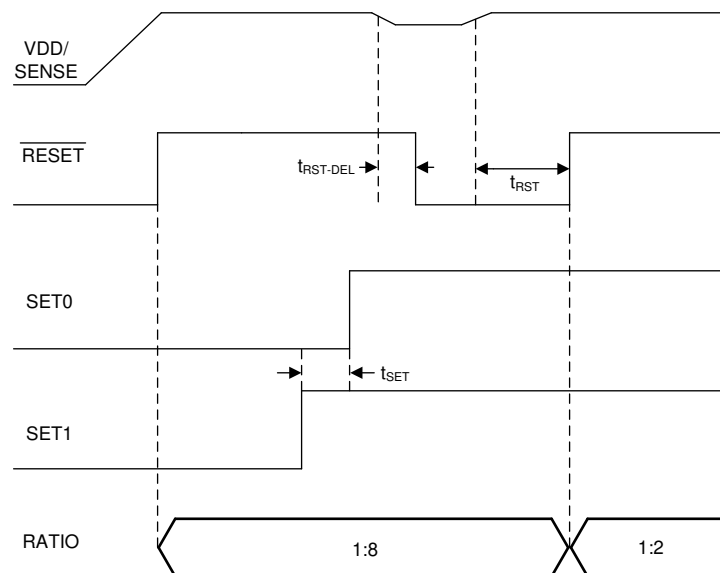 VDD/
SENSE
RESET
tRST-DEL
tRST
SET0
tSET
SET1
RATIO
1:8
1:2